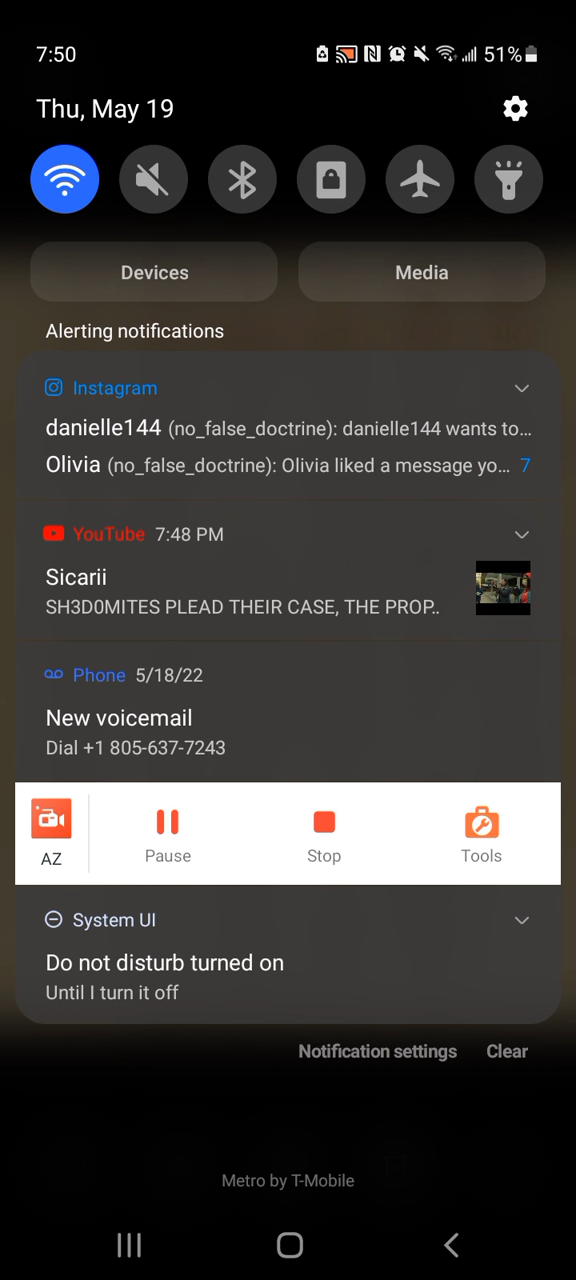 7:50
51%
Thu, May 19
Devices
Media
Alerting notifications
Instagram
danielle144 (no_false_doctrine): danielle144 wants to...
Olivia (no_false_doctrine): Olivia liked a message yo... 7
YouTube 7:48 PM
Sicarii
SH3D0MITES PLEAD THEIR CASE, THE PROP..
Phone 5/18/22
New voicemail
Dial +1 805-637-7243
AZ
Pause
Stop
Tools
System UI
Do not disturb turned on
Until I turn it off
Notification settings
Clear
Metro by T-Mobile